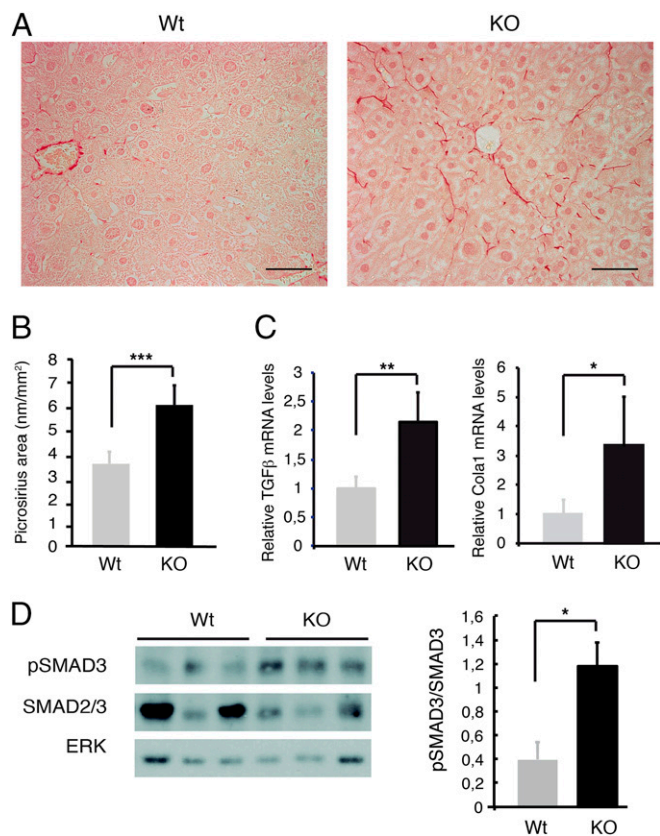 A
Wt
KO
B
Picrosirius area (nm/mm²)
8
7
6
5
4
3
2
1
0
***
Wt
KO
C
Relative TGFβ mRNA levels
3
2,5
2
1,5
1
0,5
0
**
Wt
KO
Relative Cola1 mRNA levels
6
5
4
3
2
1
0
*
Wt
KO
D
Wt
KO
pSMAD3
SMAD2/3
ERK
pSMAD3/SMAD3
1,6
1,4
1,2
1
0,8
0,6
0,4
0,2
0
*
Wt
KO